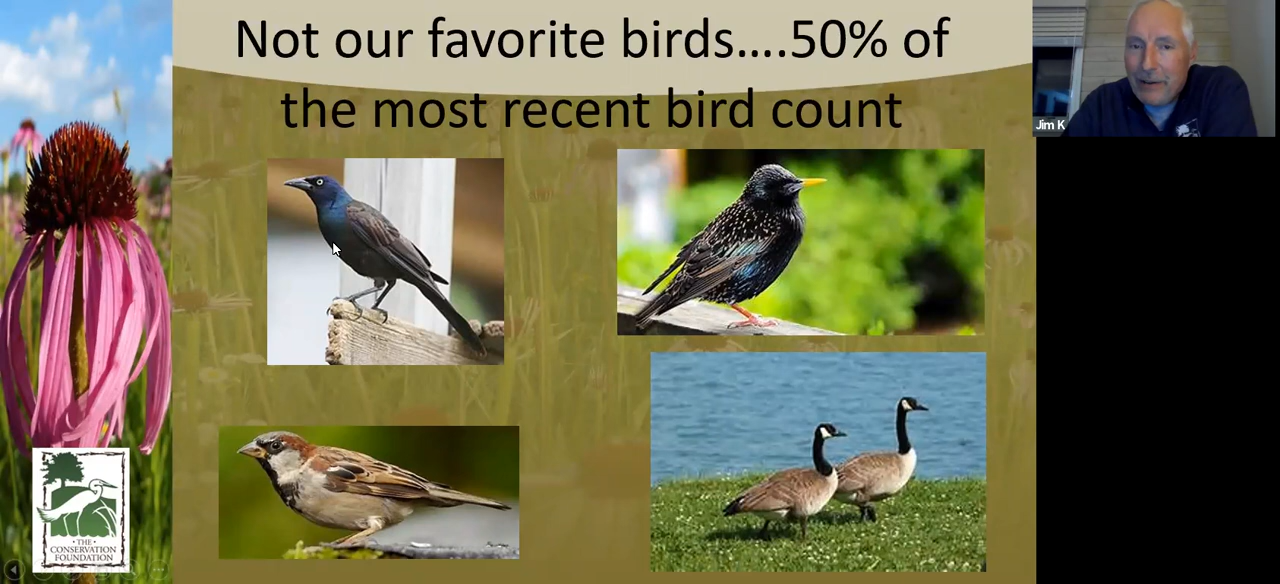 Not our favorite birds....50% of
the most recent bird count
Jim K
• THE •
CONSERVATION
FOUNDATION